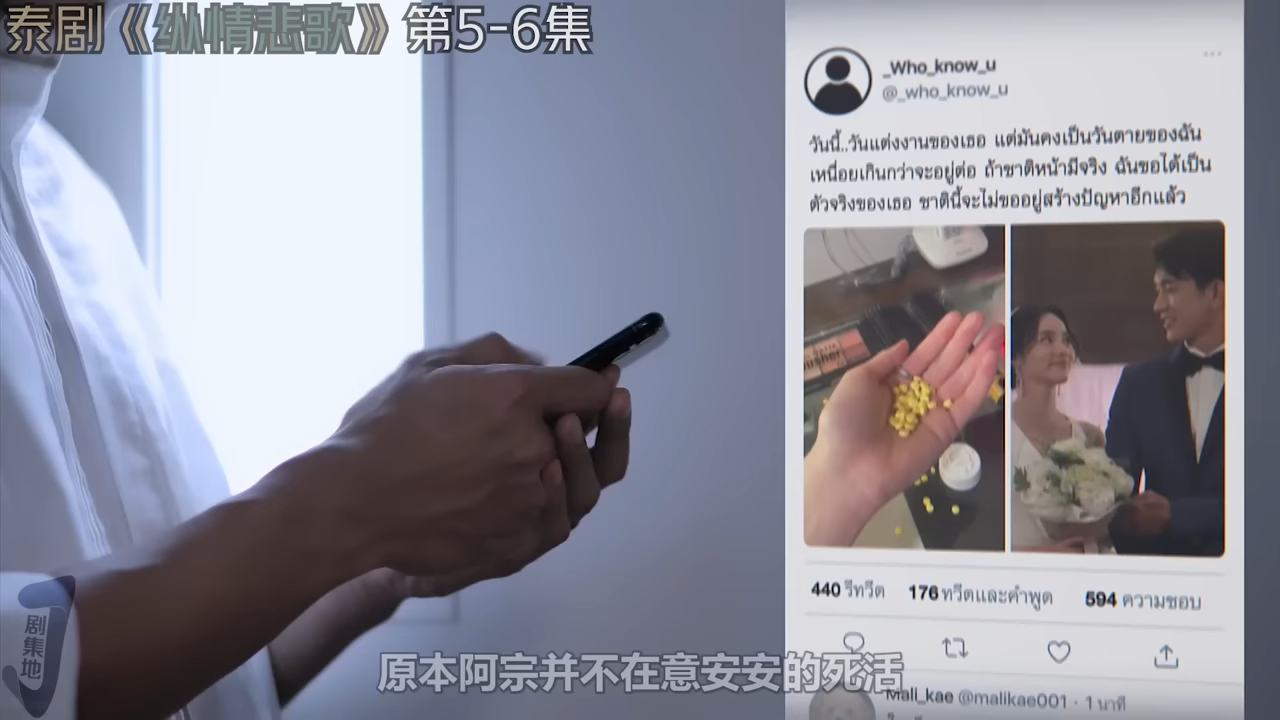 泰剧《纵情悲歌》第5-6集
_Who_know_u
@_who_know_u
วันนี้..วันแต่งงานของเธอ แต่มันคงเป็นวันตายของฉัน
เหนื่อยเกินกว่าจะอยู่ต่อ ถ้าชาติหน้ามีจริง ฉันขอได้เป็น
ตัวจริงของเธอ ชาตินี้จะไม่ขออยู่สร้างปัญหาอีกแล้ว
440 รีทวีต 176 ทวีตและคำพูด 594 ความชอบ
Mali_kae @malikae001 · 1 นาที
剧集地
原本阿宗并不在意安安的死活